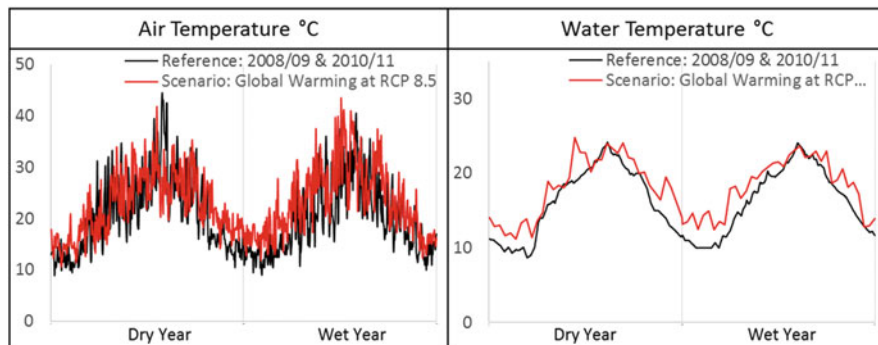 Air Temperature °C
Reference: 2008/09 & 2010/11
Scenario: Global Warming at RCP 8.5
50
40
30
20
10
0
Dry Year
Wet Year
Water Temperature °C
Reference: 2008/09 & 2010/11
Scenario: Global Warming at RCP...
30
20
10
0
Dry Year
Wet Year